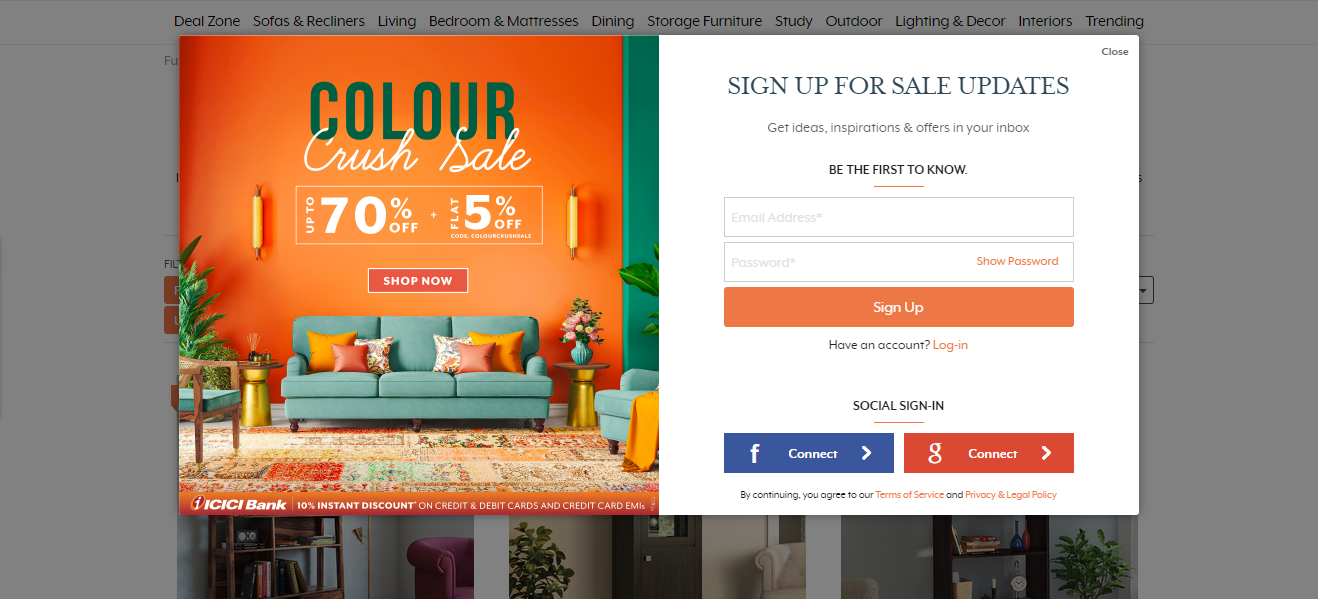 Deal Zone Sofas & Recliners Living Bedroom & Mattresses Dining Storage Furniture Study Outdoor Lighting & Decor Interiors Trending
Close
COLOUR
Crush Sale
UP TO 70% OFF + FLAT 5% OFF
CODE: COLOURCRUSHSALE
SHOP NOW
ICICI Bank | 10% INSTANT DISCOUNT* ON CREDIT & DEBIT CARDS AND CREDIT CARD EMIs
SIGN UP FOR SALE UPDATES
Get ideas, inspirations & offers in your inbox
BE THE FIRST TO KNOW.
Email Address*
Password* Show Password
Sign Up
Have an account? Log-in
SOCIAL SIGN-IN
f Connect g Connect
By continuing, you agree to our Terms of Service and Privacy & Legal Policy